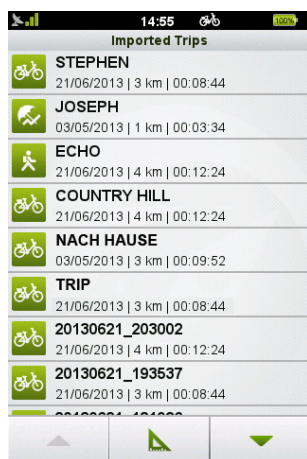 14:55 100%
Imported Trips
STEPHEN
21/06/2013 | 3 km | 00:08:44
JOSEPH
03/05/2013 | 1 km | 00:03:34
ECHO
21/06/2013 | 4 km | 00:12:24
COUNTRY HILL
21/06/2013 | 4 km | 00:12:24
NACH HAUSE
03/05/2013 | 3 km | 00:09:52
TRIP
21/06/2013 | 3 km | 00:08:44
20130621_203002
21/06/2013 | 4 km | 00:12:24
20130621_193537
21/06/2013 | 3 km | 00:08:44